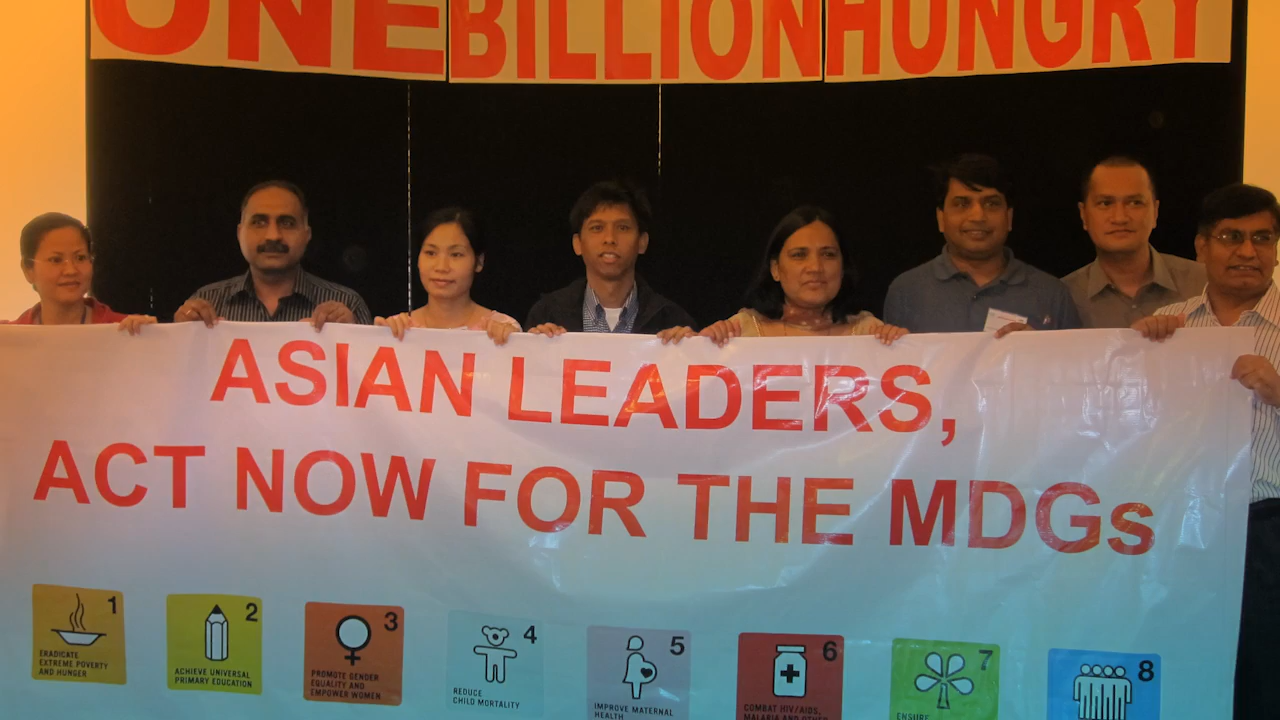 ONE BILLION HUNGRY
ASIAN LEADERS,
ACT NOW FOR THE MDGs
1
ERADICATE
EXTREME POVERTY
AND HUNGER
2
ACHIEVE UNIVERSAL
PRIMARY EDUCATION
3
PROMOTE GENDER
EQUALITY AND
EMPOWER WOMEN
4
REDUCE
CHILD MORTALITY
5
IMPROVE MATERNAL
HEALTH
6
COMBAT HIV/AIDS,
MALARIA AND OTHER
7
ENSURE
8